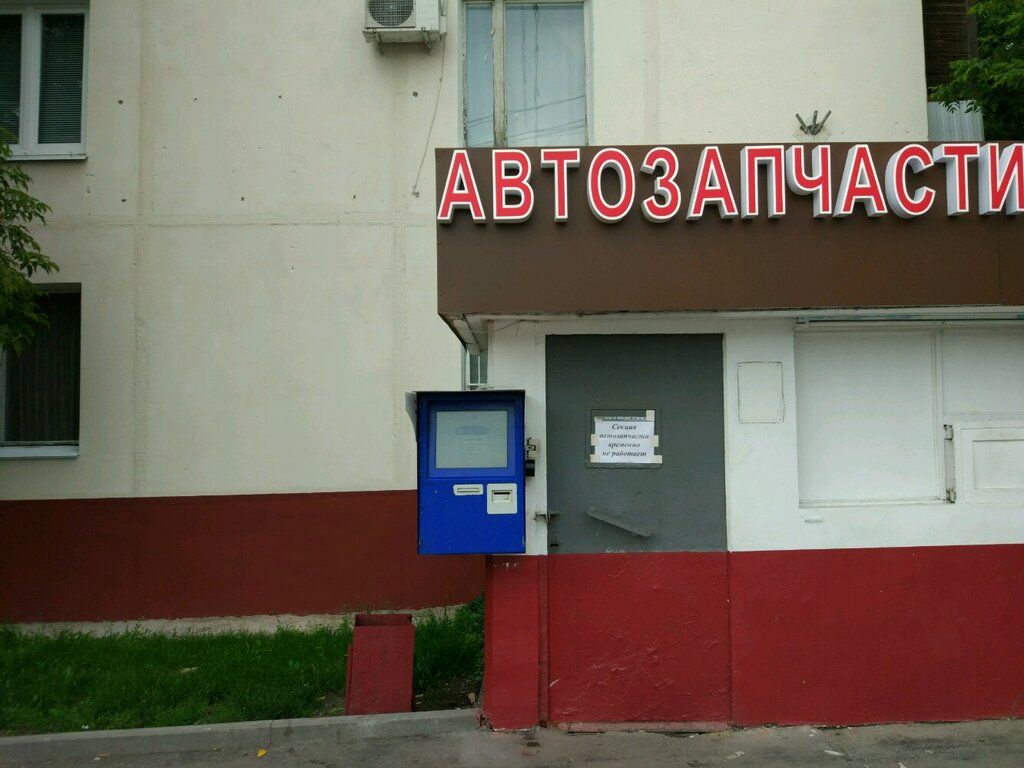 АВТОЗАПЧАСТИ
Секция
автозапчасти
временно
не работает